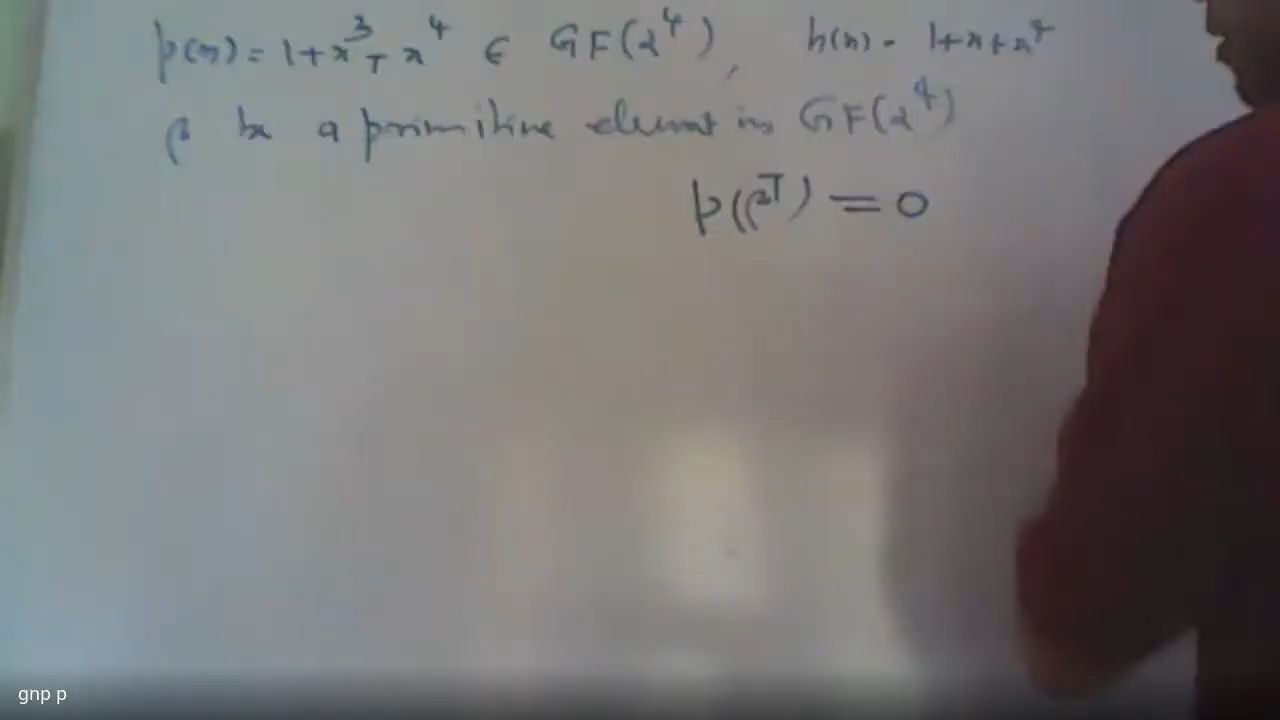 p(x) = 1 + x³ + x⁴ ∈ GF(2⁴), h(x) = 1 + x + x⁴
β be a primitive element in GF(2⁴)
p(β⁷) = 0
gnp p